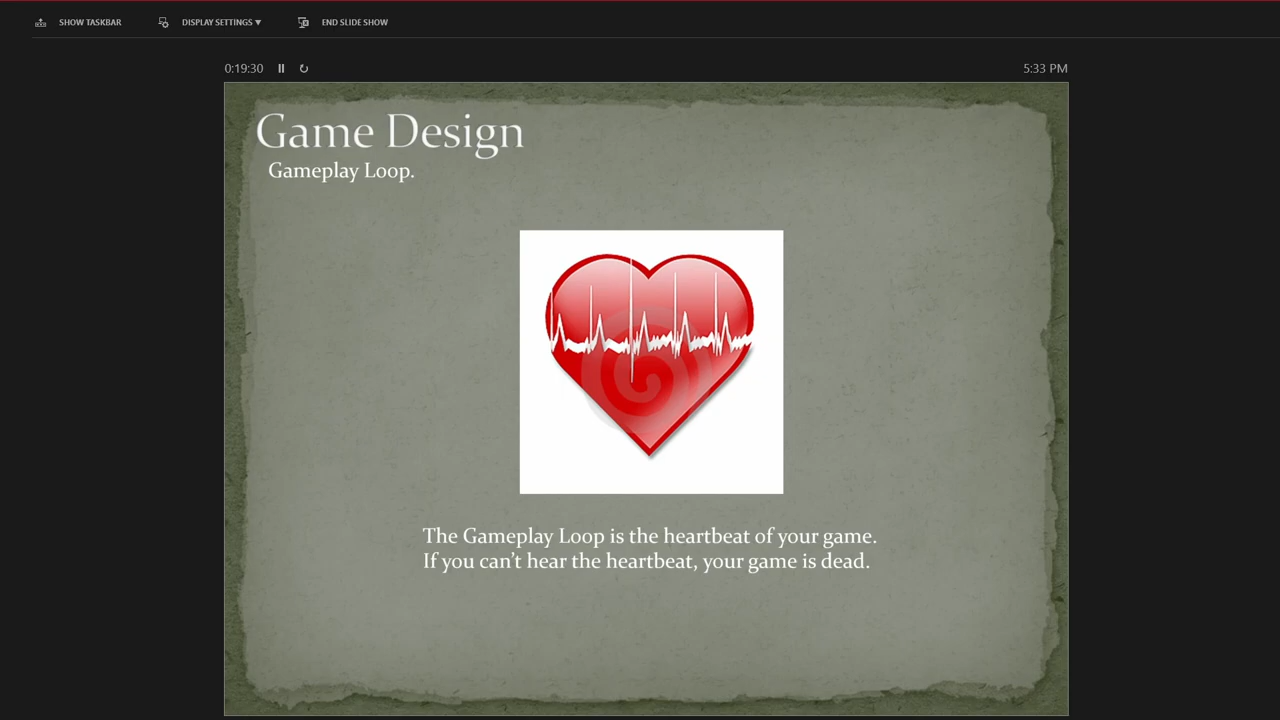 SHOW TASKBAR DISPLAY SETTINGS ▼ END SLIDE SHOW
0:19:30 5:33 PM
Game Design
Gameplay Loop.
The Gameplay Loop is the heartbeat of your game.
If you can’t hear the heartbeat, your game is dead.